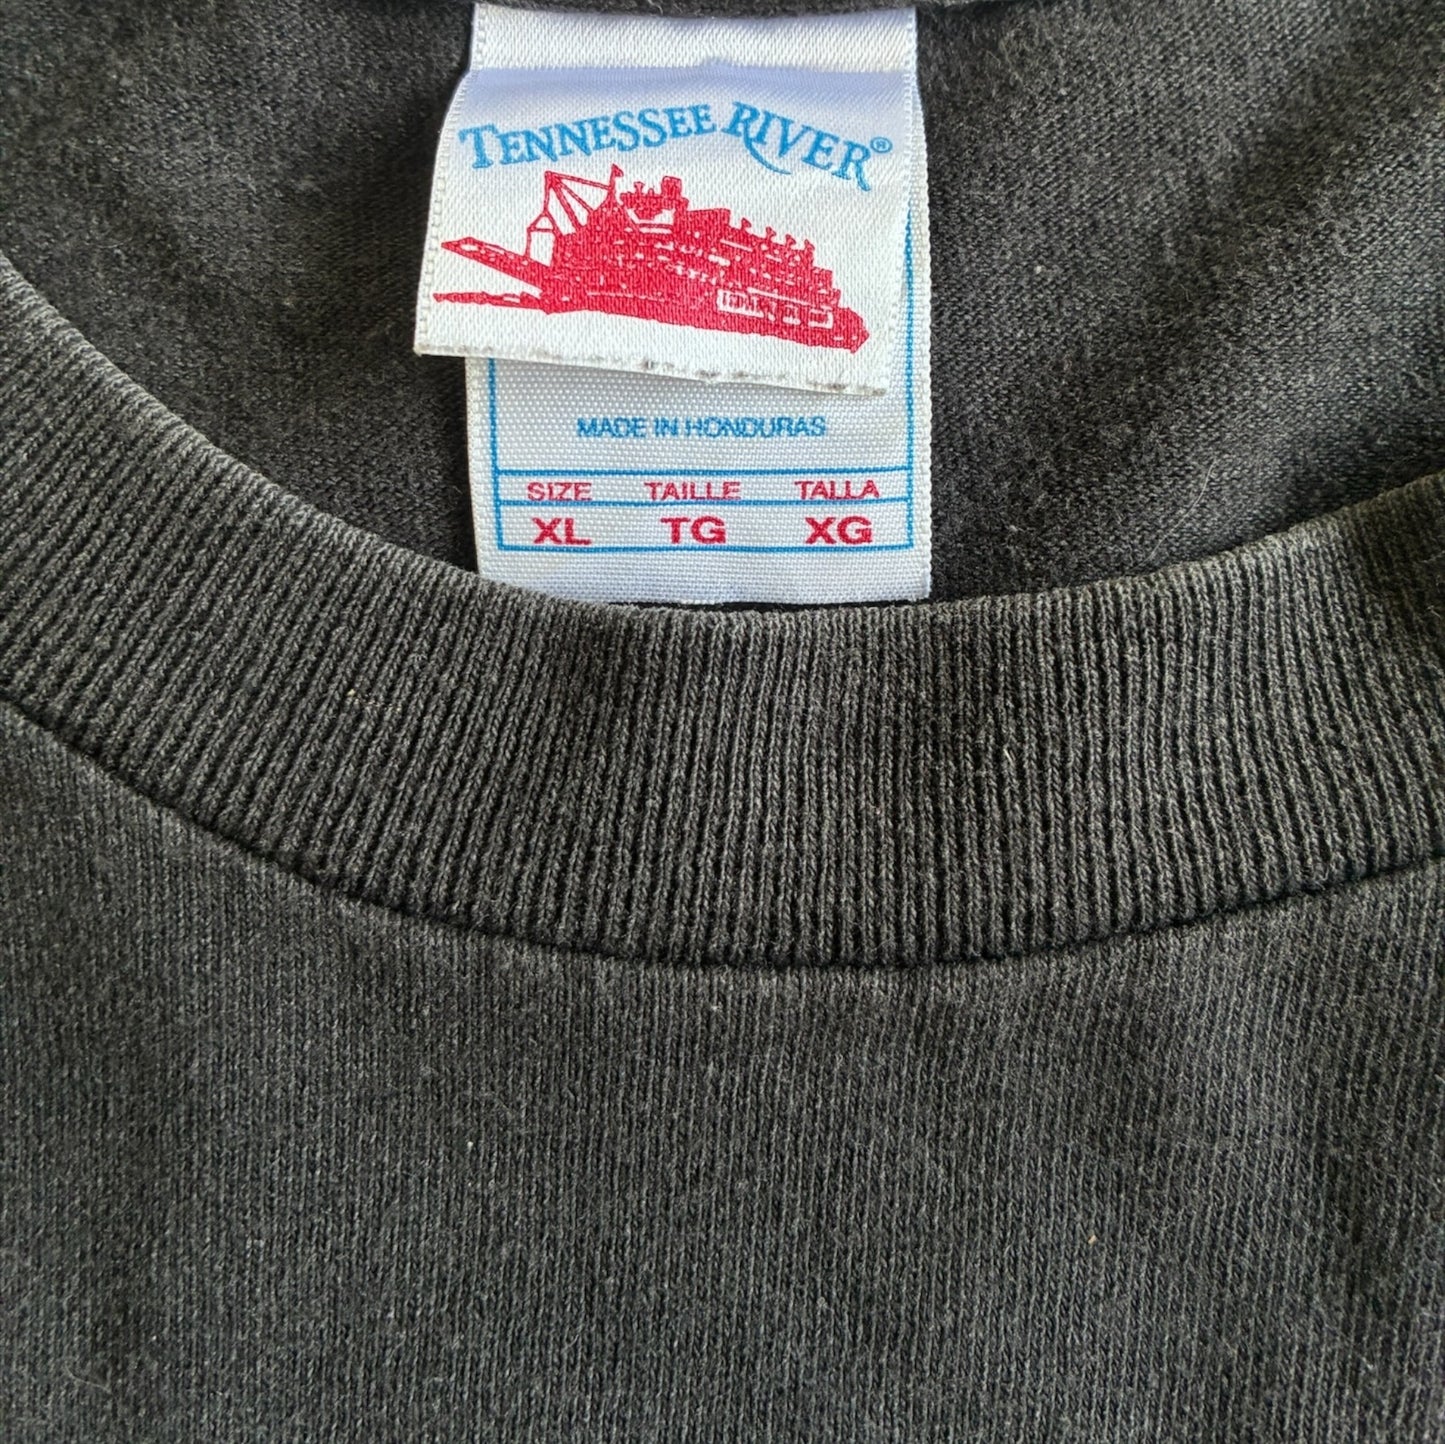 TENNESSEE RIVER®
MADE IN HONDURAS
SIZE TAILLE TALLA
XL TG XG